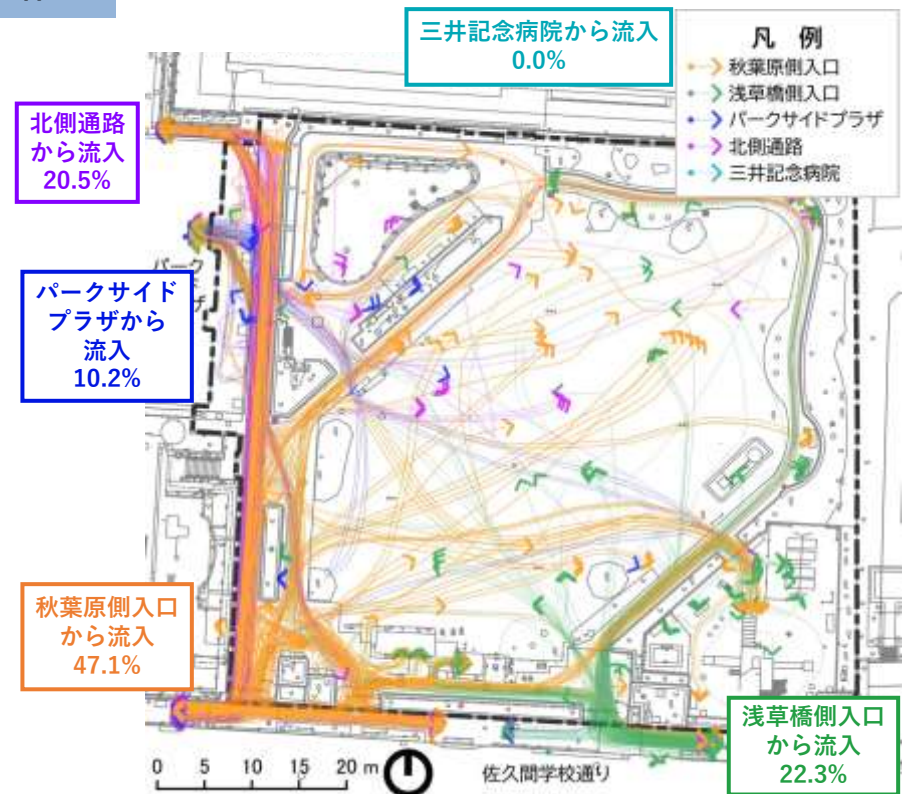 三井記念病院から流入
0.0%
凡 例
秋葉原側入口
浅草橋側入口
パークサイドプラザ
北側通路
三井記念病院
北側通路
から流入
20.5%
パークサイド
プラザから
流入
10.2%
秋葉原側入口
から流入
47.1%
浅草橋側入口
から流入
22.3%
0 5 10 15 20 m
佐久間学校通り